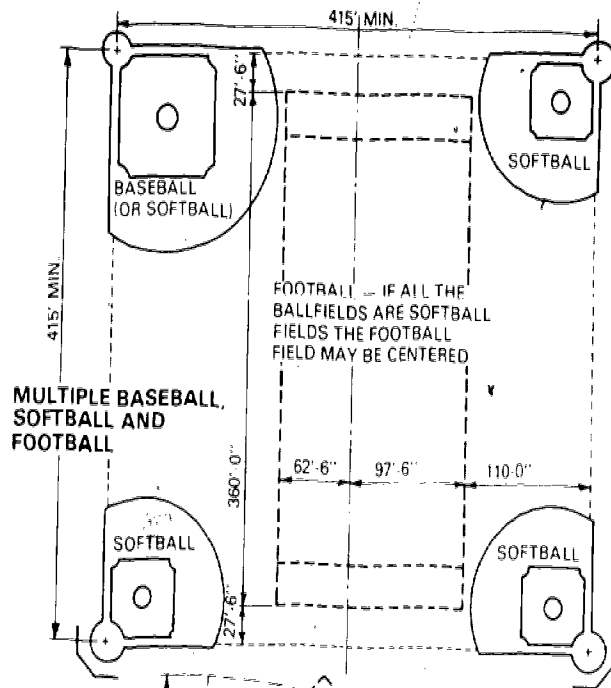 415' MIN.
27'-6"
BASEBALL
(OR SOFTBALL)
SOFTBALL
415' MIN.
FOOTBALL – IF ALL THE
BALLFIELDS ARE SOFTBALL
FIELDS THE FOOTBALL
FIELD MAY BE CENTERED
MULTIPLE BASEBALL,
SOFTBALL AND
FOOTBALL
360'-0"
62'-6"
97'-6"
110-0"
SOFTBALL
SOFTBALL
27'-6"